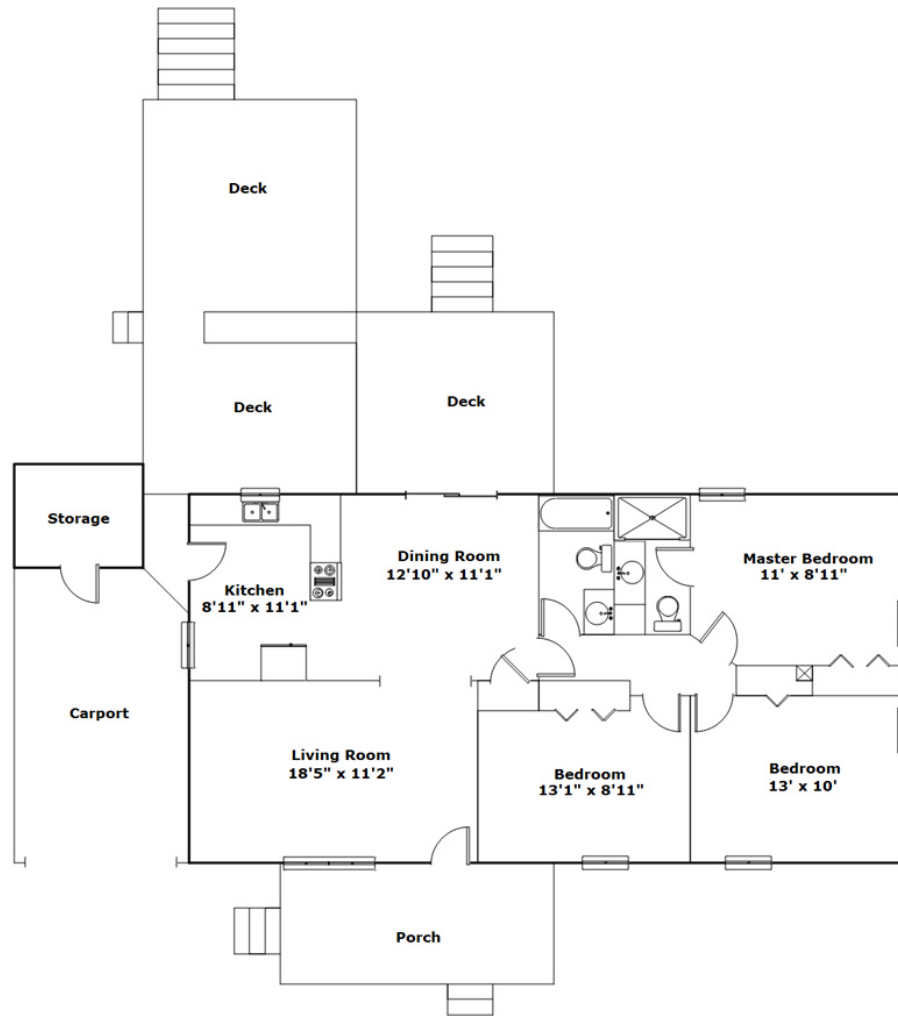 Deck
Deck
Deck
Storage
Dining Room
12'10" x 11'1"
Master Bedroom
11' x 8'11"
Kitchen
8'11" x 11'1"
Carport
Living Room
18'5" x 11'2"
Bedroom
13'1" x 8'11"
Bedroom
13' x 10'
Porch